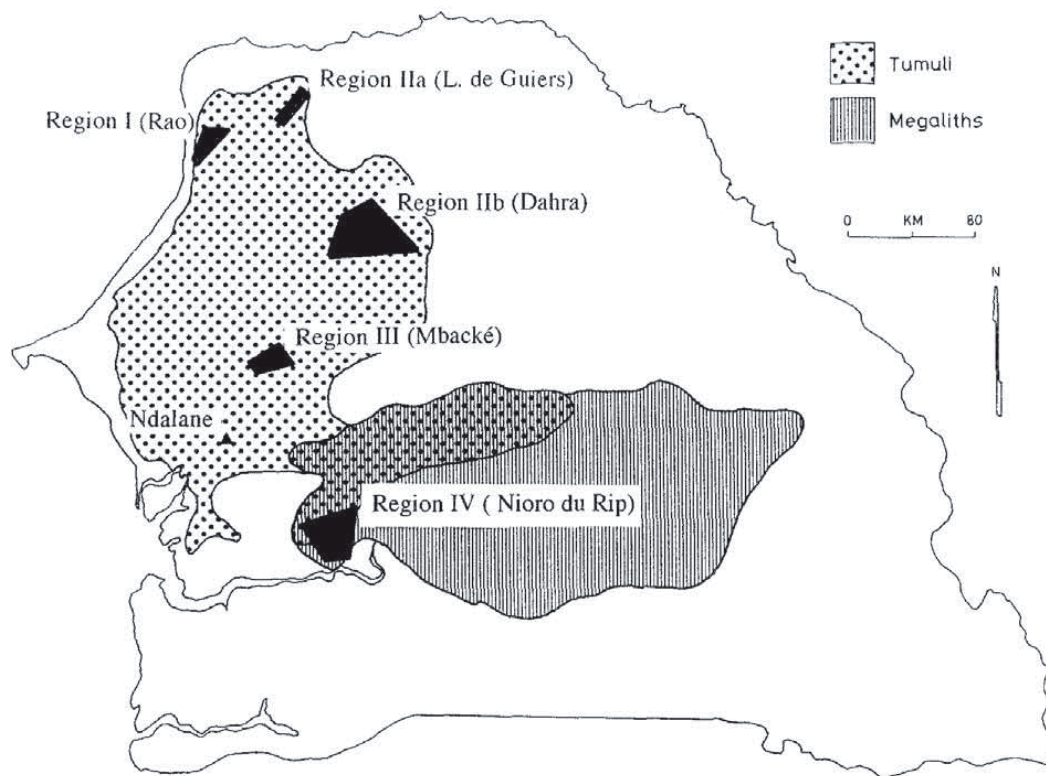 Region IIa (L. de Guiers)
Tumuli
Region I (Rao)
Megaliths
Region IIb (Dahra)
0 KM 80
N
Region III (Mbacké)
Ndalane
Region IV ( Nioro du Rip)